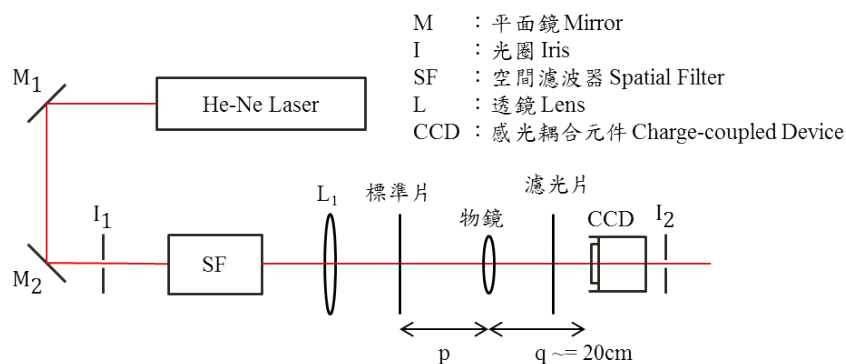 M : 平面鏡 Mirror
I : 光圈 Iris
SF : 空間濾波器 Spatial Filter
L : 透鏡 Lens
CCD : 感光耦合元件 Charge-coupled Device
M1
He-Ne Laser
M2
I1
SF
L1
標準片
物鏡
濾光片
CCD
I2
p
q ~= 20cm